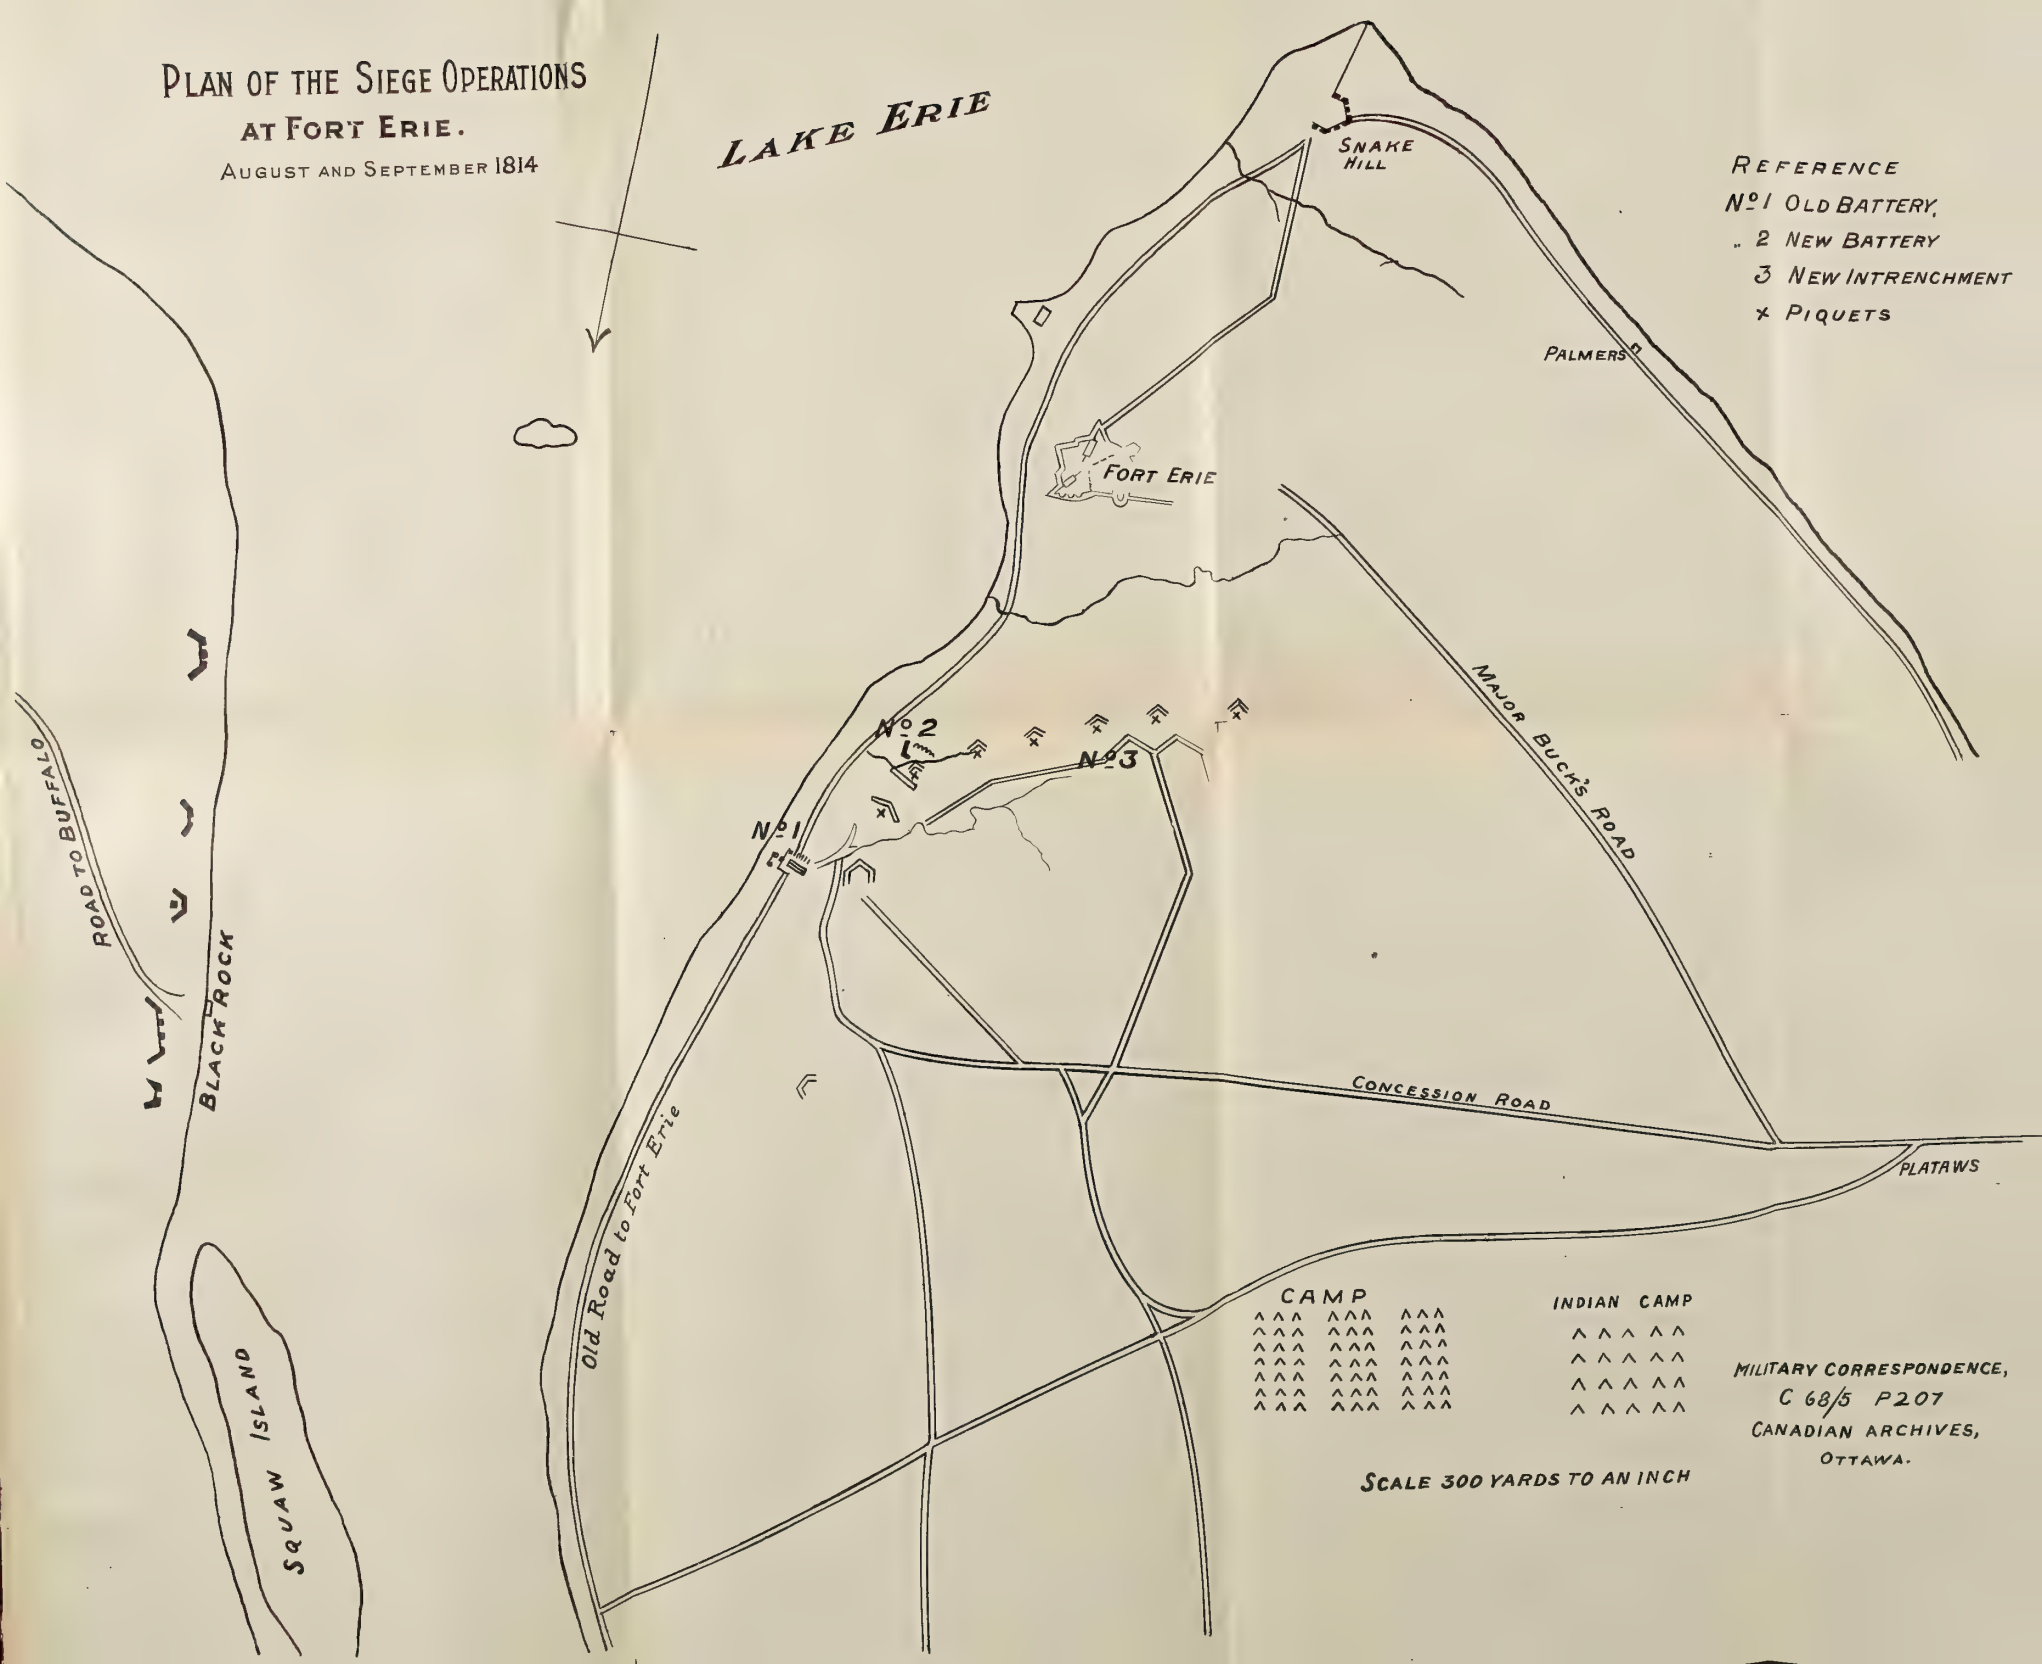 PLAN OF THE SIEGE OPERATIONS
AT FORT ERIE.
AUGUST AND SEPTEMBER 1814
LAKE ERIE
SNAKE
HILL
REFERENCE
No 1 OLD BATTERY,
" 2 NEW BATTERY
3 NEW INTRENCHMENT
x PIQUETS
PALMERS
FORT ERIE
MAJOR BUCK'S ROAD
No 2
No 3
No 1
ROAD TO BUFFALO
BLACK ROCK
CONCESSION ROAD
PLATAWS
Old Road to Fort Erie
SQUAW ISLAND
CAMP
INDIAN CAMP
MILITARY CORRESPONDENCE,
C 68/5 P207
CANADIAN ARCHIVES,
OTTAWA.
SCALE 300 YARDS TO AN INCH